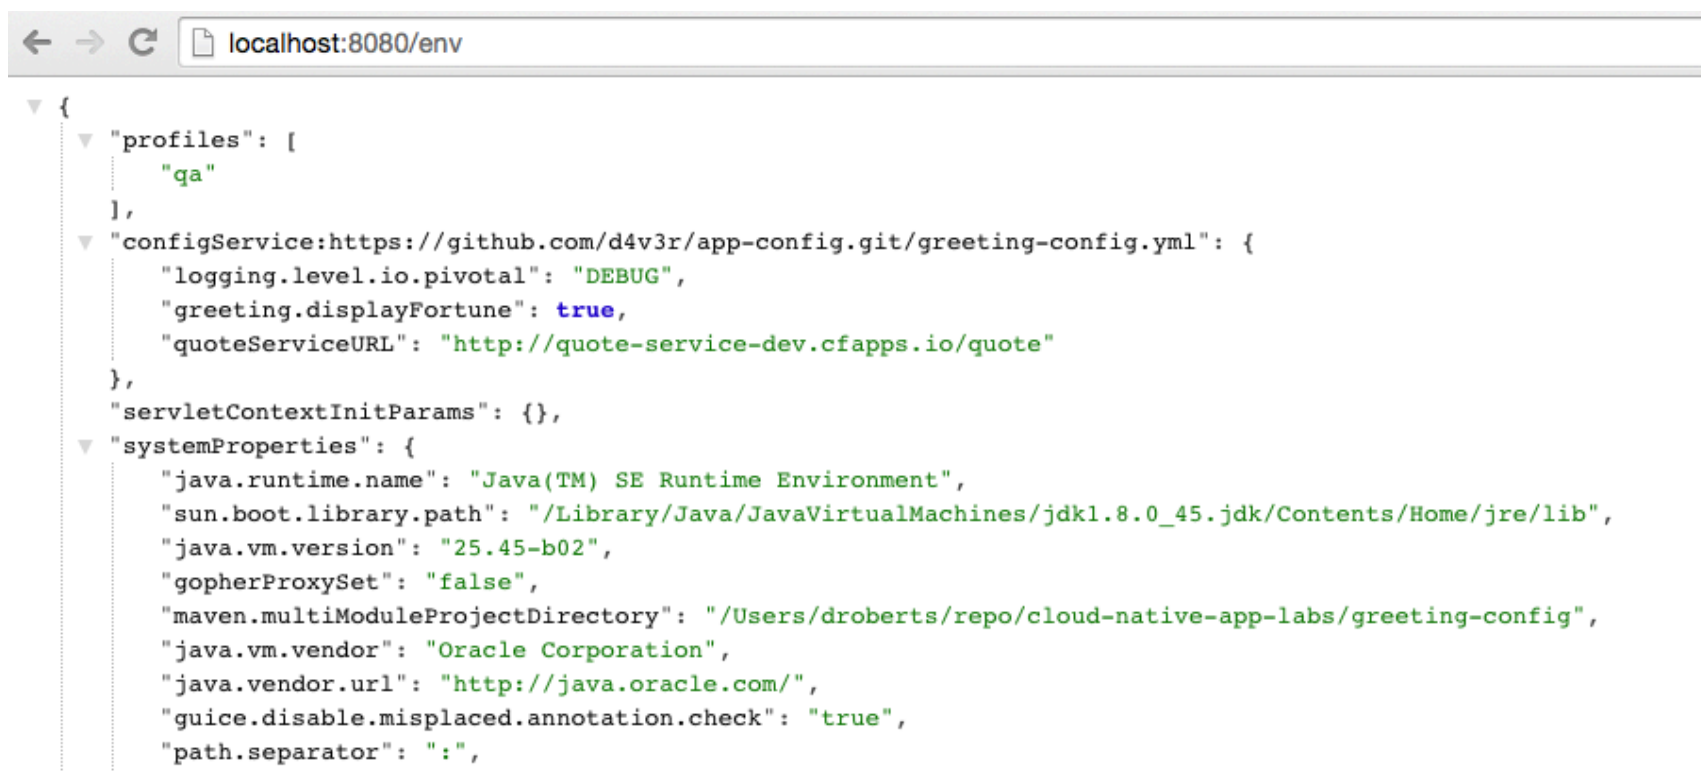 localhost:8080/env
{
"profiles": [
"qa"
],
"configService:https://github.com/d4v3r/app-config.git/greeting-config.yml": {
"logging.level.io.pivotal": "DEBUG",
"greeting.displayFortune": true,
"quoteServiceURL": "http://quote-service-dev.cfapps.io/quote"
},
"servletContextInitParams": {},
"systemProperties": {
"java.runtime.name": "Java(TM) SE Runtime Environment",
"sun.boot.library.path": "/Library/Java/JavaVirtualMachines/jdk1.8.0_45.jdk/Contents/Home/jre/lib",
"java.vm.version": "25.45-b02",
"gopherProxySet": "false",
"maven.multiModuleProjectDirectory": "/Users/droberts/repo/cloud-native-app-labs/greeting-config",
"java.vm.vendor": "Oracle Corporation",
"java.vendor.url": "http://java.oracle.com/",
"guice.disable.misplaced.annotation.check": "true",
"path.separator": ":",